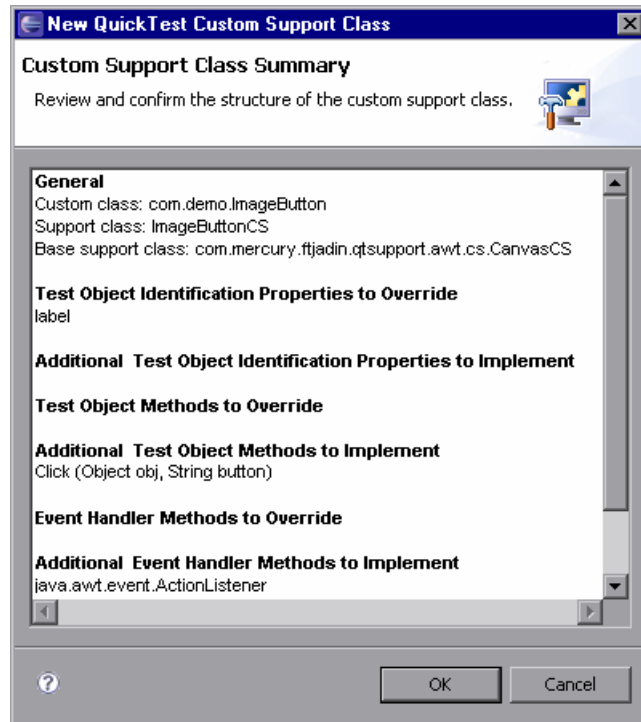 New QuickTest Custom Support Class
Custom Support Class Summary
Review and confirm the structure of the custom support class.
General
Custom class: com.demo.ImageButton
Support class: ImageButtonCS
Base support class: com.mercury.ftjadin.qtsupport.awt.cs.CanvasCS
Test Object Identification Properties to Override
label
Additional Test Object Identification Properties to Implement
Test Object Methods to Override
Additional Test Object Methods to Implement
Click (Object obj, String button)
Event Handler Methods to Override
Additional Event Handler Methods to Implement
java.awt.event.ActionListener
?
OK Cancel